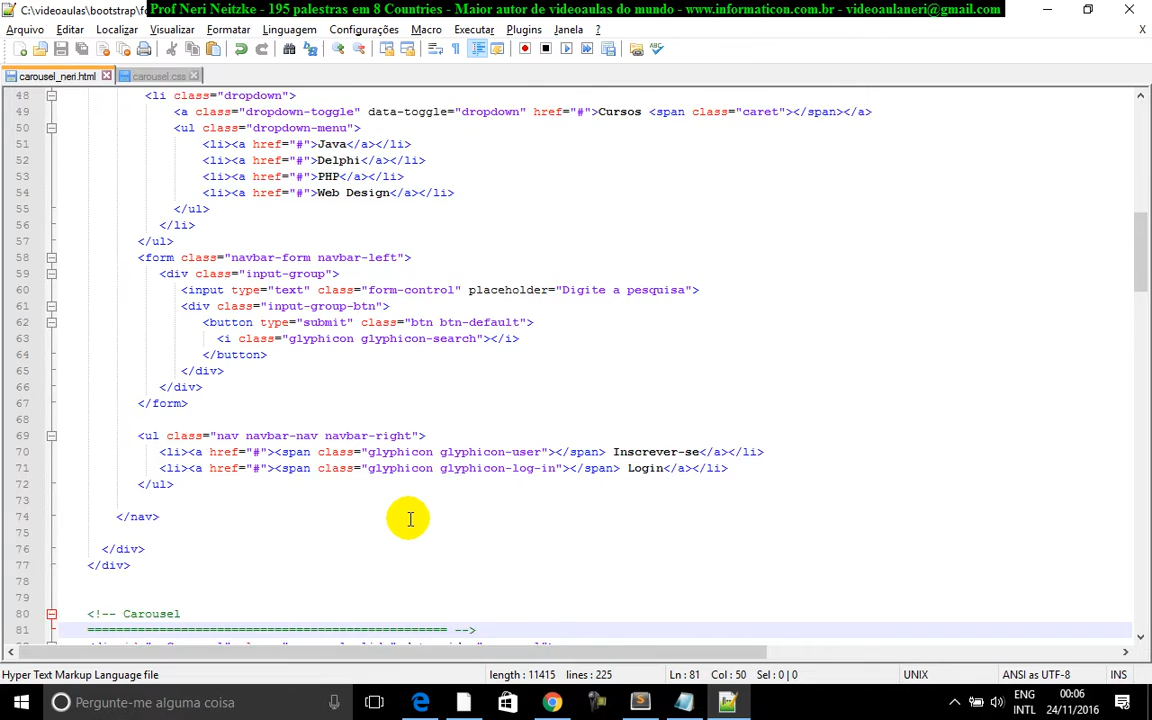 C:\videoaulas\bootstrap\fo
Prof Neri Neitzke - 195 palestras em 8 Countries - Maior autor de videoaulas do mundo - www.informaticon.com.br - videoaulaneri@gmail.com
Arquivo Editar Localizar Visualizar Formatar Linguagem Configurações Macro Executar Plugins Janela ? X
carousel_neri.html carousel.css
48 <li class="dropdown">
49 <a class="dropdown-toggle" data-toggle="dropdown" href="#">Cursos <span class="caret"></span></a>
50 <ul class="dropdown-menu">
51 <li><a href="#">Java</a></li>
52 <li><a href="#">Delphi</a></li>
53 <li><a href="#">PHP</a></li>
54 <li><a href="#">Web Design</a></li>
55 </ul>
56 </li>
57 </ul>
58 <form class="navbar-form navbar-left">
59 <div class="input-group">
60 <input type="text" class="form-control" placeholder="Digite a pesquisa">
61 <div class="input-group-btn">
62 <button type="submit" class="btn btn-default">
63 <i class="glyphicon glyphicon-search"></i>
64 </button>
65 </div>
66 </div>
67 </form>
68
69 <ul class="nav navbar-nav navbar-right">
70 <li><a href="#"><span class="glyphicon glyphicon-user"></span> Inscrever-se</a></li>
71 <li><a href="#"><span class="glyphicon glyphicon-log-in"></span> Login</a></li>
72 </ul>
73
74 </nav>
75
76 </div>
77 </div>
78
79
80 <!-- Carousel
81 ================================================== -->
Hyper Text Markup Language file length : 11415 lines : 225 Ln : 81 Col : 50 Sel : 0 | 0 UNIX ANSI as UTF-8 INS
Pergunte-me alguma coisa
ENG 00:06
INTL 24/11/2016